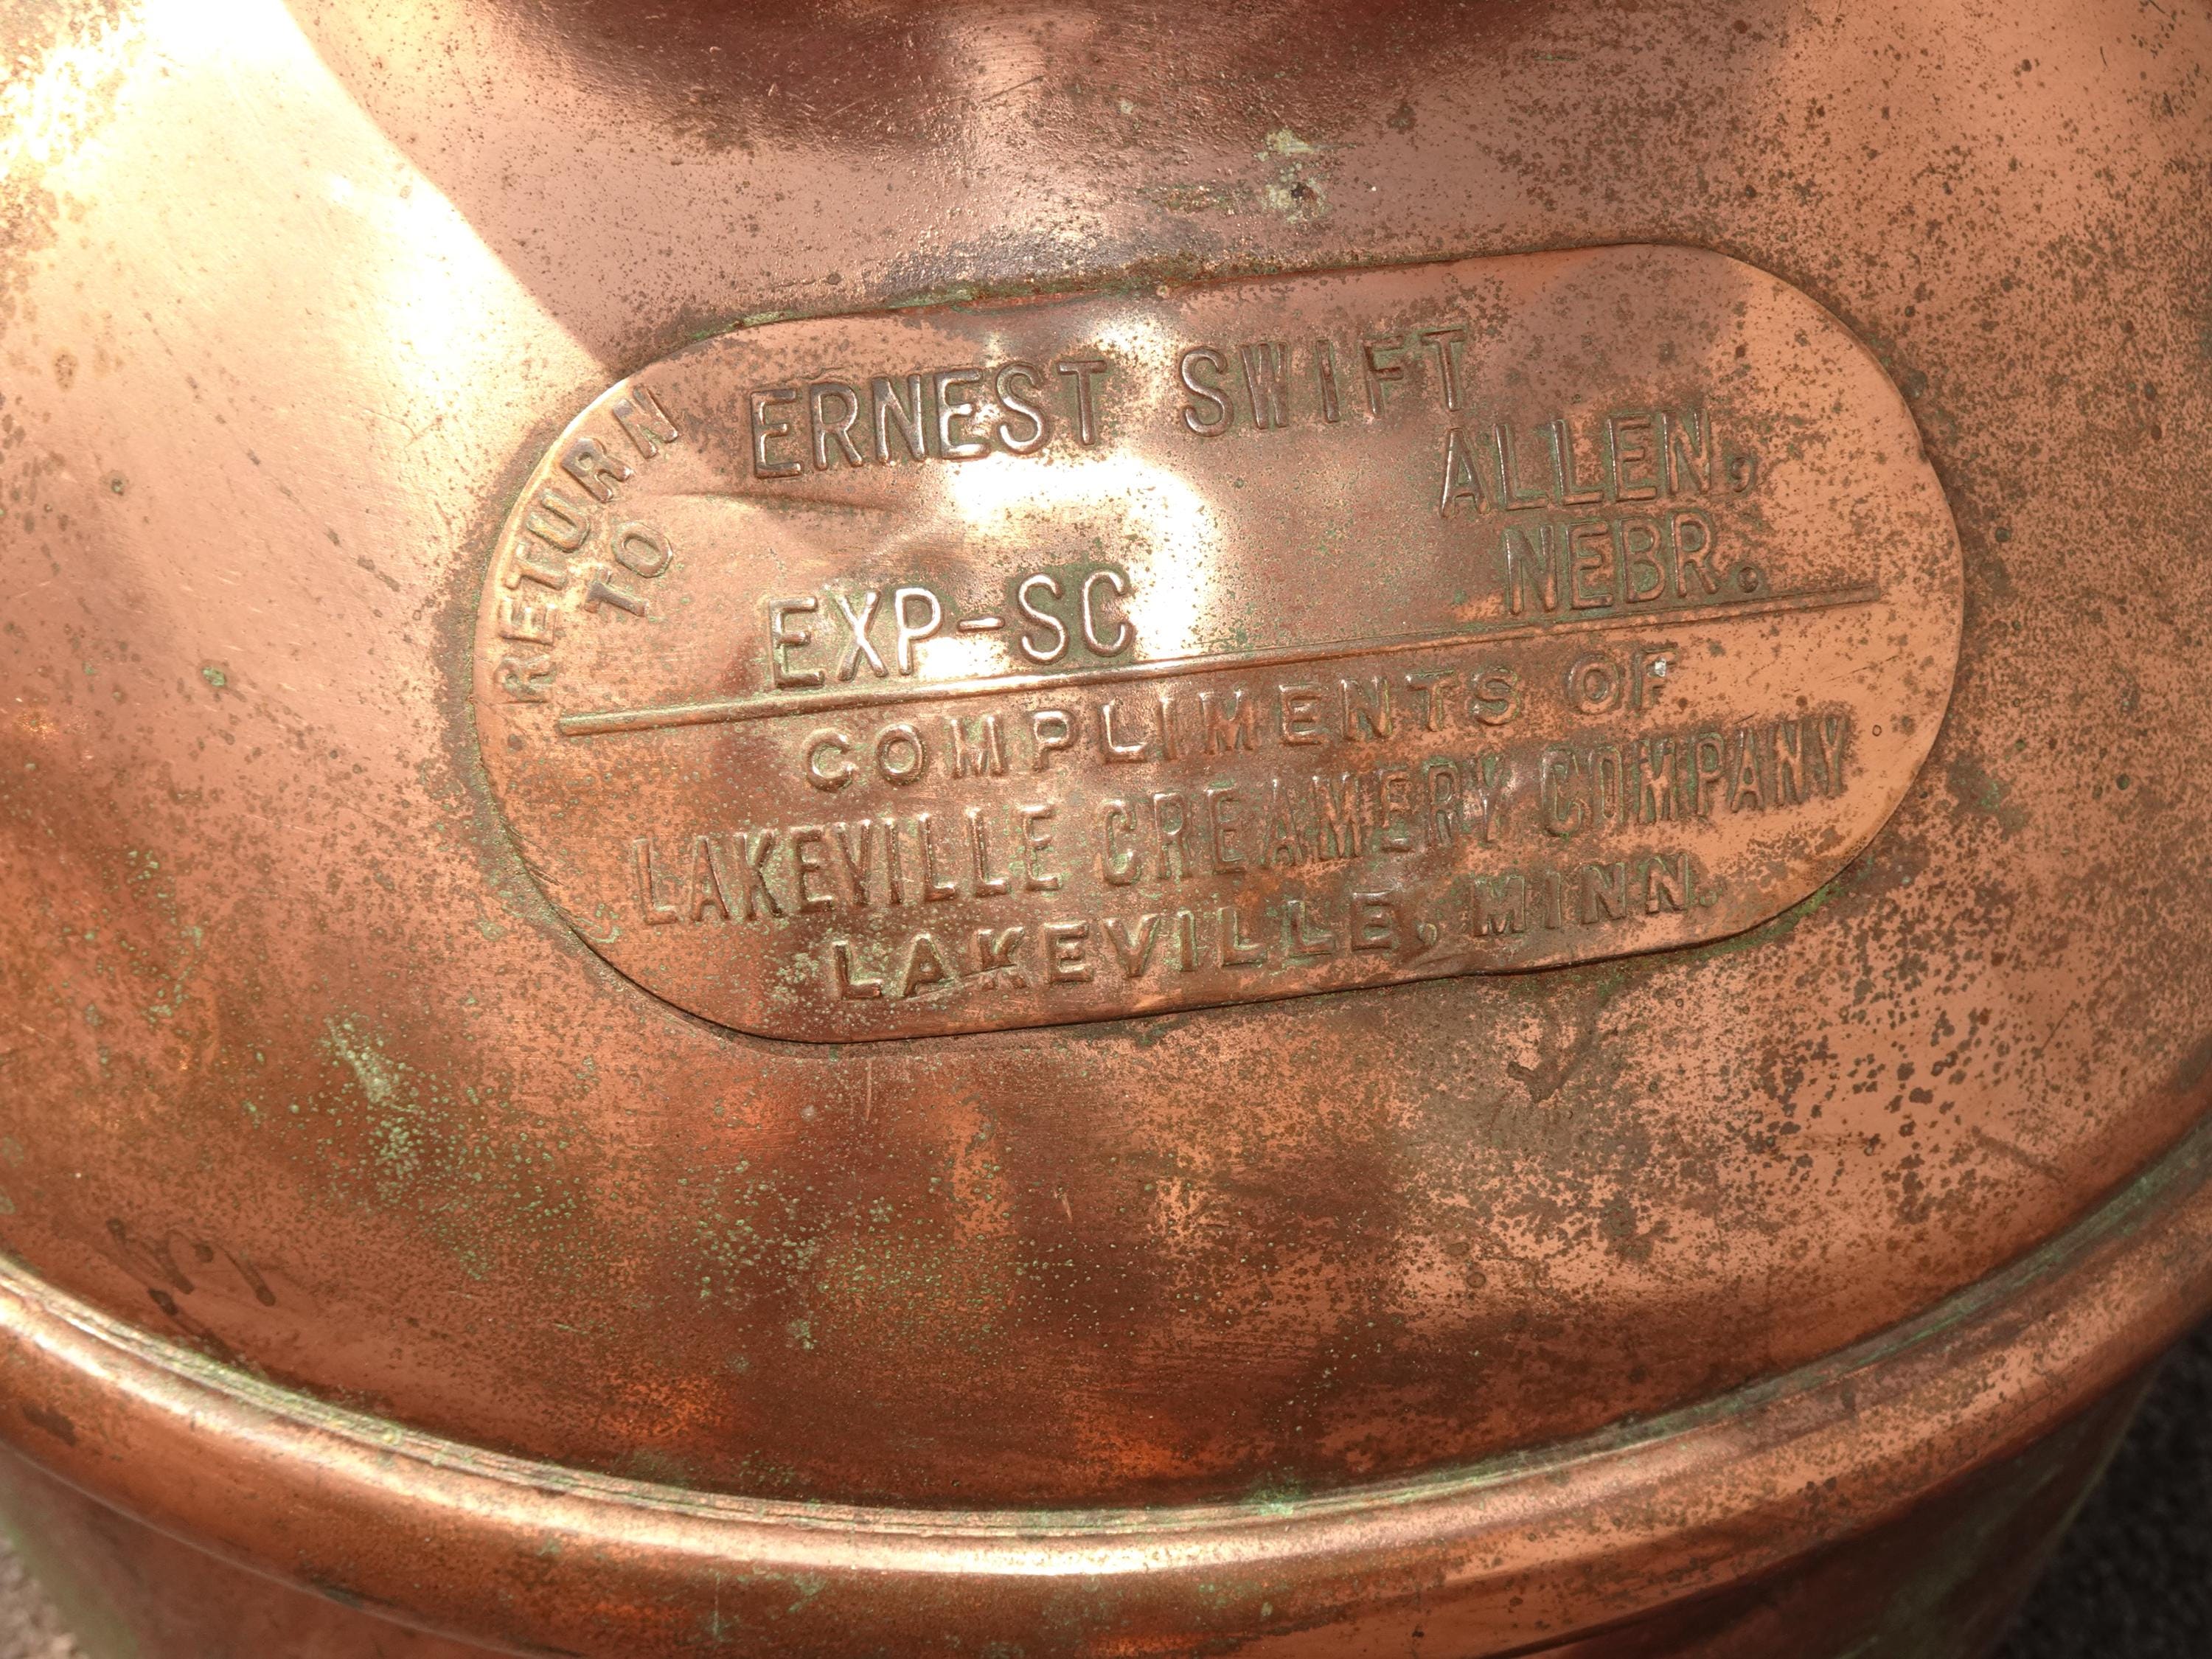 RETURN
TO
ERNEST SWIFT
ALLEN,
NEBR.
EXP-SC
COMPLIMENTS OF
LAKEVILLE CREAMERY COMPANY
LAKEVILLE, MINN.